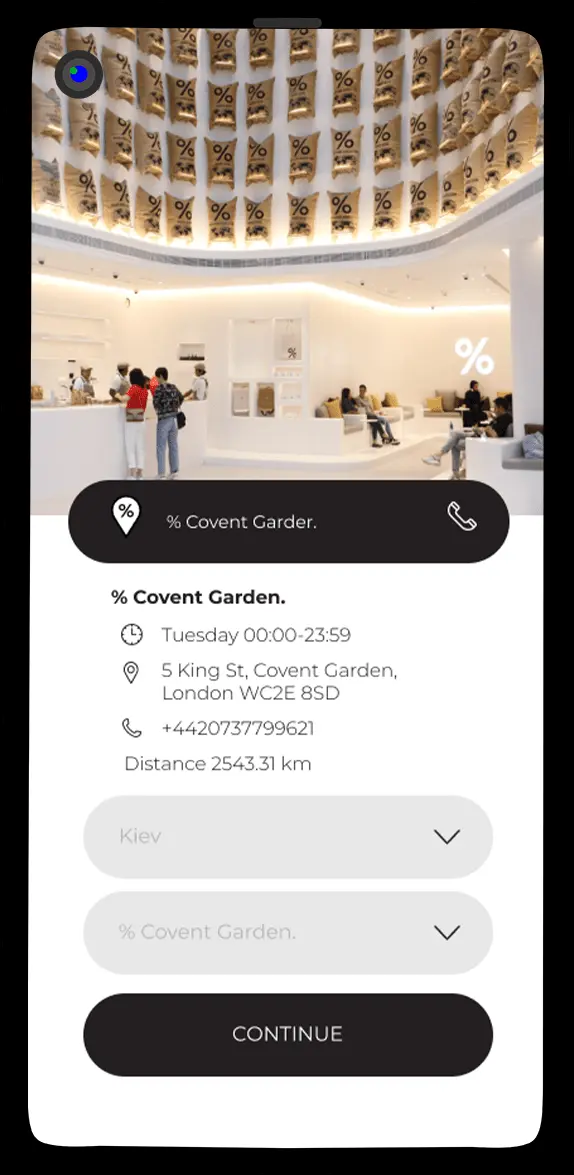 %
% Covent Garder.
% Covent Garden.
Tuesday 00:00-23:59
5 King St, Covent Garden,
London WC2E 8SD
+4420737799621
Distance 2543.31 km
Kiev
% Covent Garden.
CONTINUE